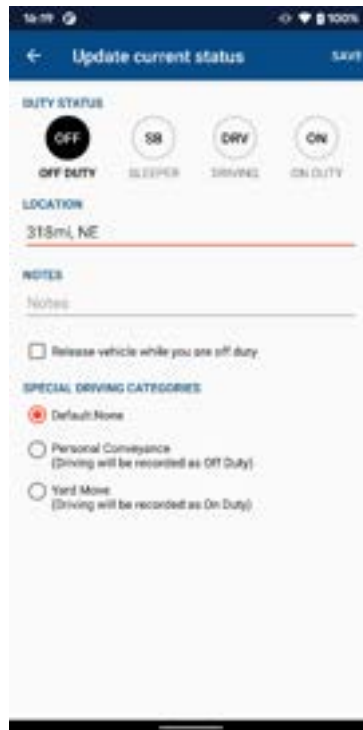 14:19 100%
Update current status SAVE
DUTY STATUS
OFF SB DRV ON
OFF DUTY SLEEPER DRIVING ON DUTY
LOCATION
318mi, NE
NOTES
Notes
Release vehicle while you are off duty
SPECIAL DRIVING CATEGORIES
Default None
Personal Conveyance
(Driving will be recorded as Off Duty)
Yard Move
(Driving will be recorded as On Duty)